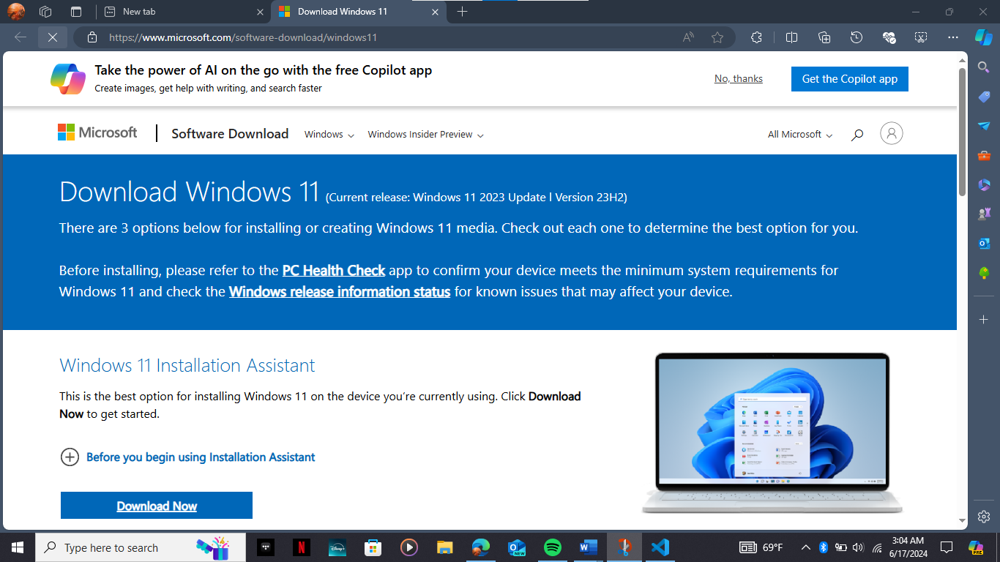 New tab
Download Windows 11
https://www.microsoft.com/software-download/windows11
Take the power of AI on the go with the free Copilot app
Create images, get help with writing, and search faster
No, thanks
Get the Copilot app
Microsoft
Software Download
Windows
Windows Insider Preview
All Microsoft
Download Windows 11 (Current release: Windows 11 2023 Update l Version 23H2)
There are 3 options below for installing or creating Windows 11 media. Check out each one to determine the best option for you.
Before installing, please refer to the PC Health Check app to confirm your device meets the minimum system requirements for
Windows 11 and check the Windows release information status for known issues that may affect your device.
Windows 11 Installation Assistant
This is the best option for installing Windows 11 on the device you’re currently using. Click Download
Now to get started.
Before you begin using Installation Assistant
Download Now
Type here to search
Disney+
N
NEW
W
69°F
3:04 AM
6/17/2024
PRE